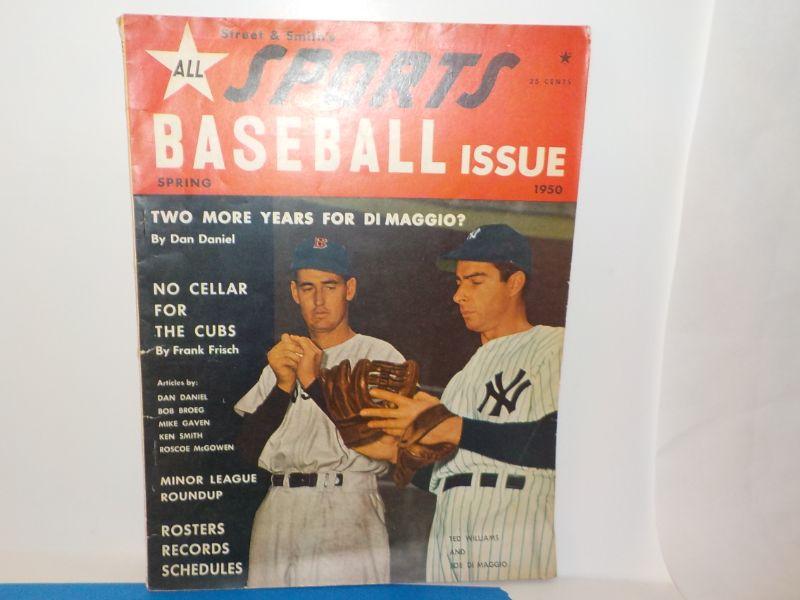 Street & Smith's
ALL
SPORTS
25 CENTS
BASEBALL ISSUE
SPRING
1950
TWO MORE YEARS FOR DI MAGGIO?
By Dan Daniel
NO CELLAR
FOR
THE CUBS
By Frank Frisch
Articles by:
DAN DANIEL
BOB BROEG
MIKE GAVEN
KEN SMITH
ROSCOE McGOWEN
MINOR LEAGUE
ROUNDUP
ROSTERS
RECORDS
SCHEDULES
B
NY
NY
TED WILLIAMS
AND
JOE DI MAGGIO